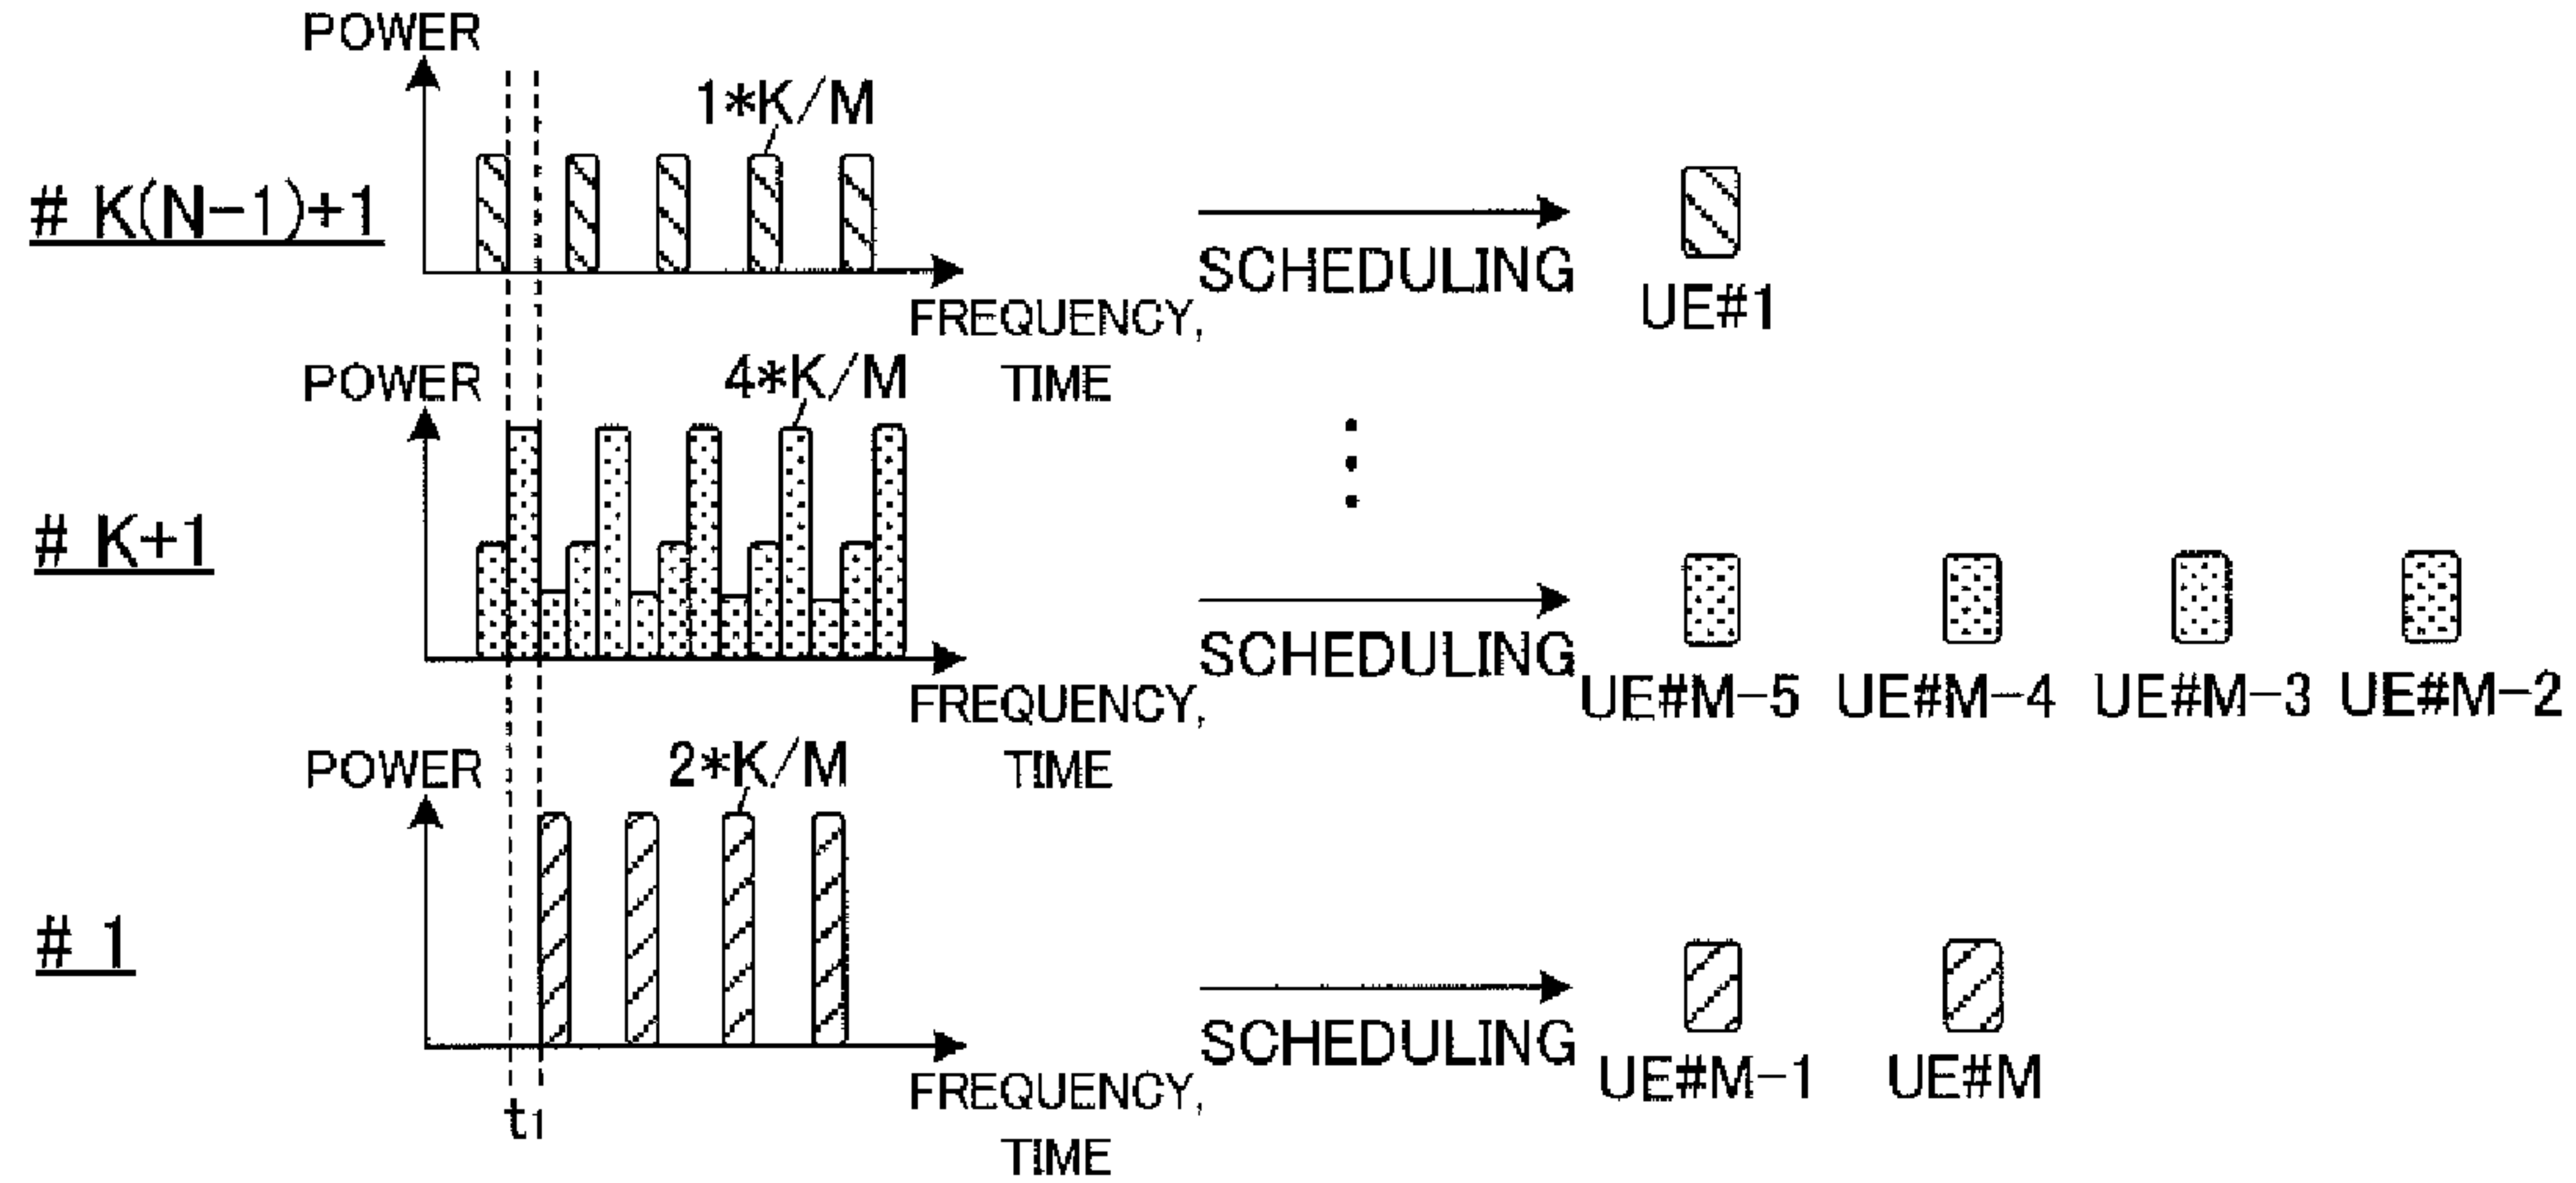 POWER
1*K/M
# K(N-1)+1
SCHEDULING
UE#1
FREQUENCY,
TIME
POWER
4*K/M
# K+1
SCHEDULING
UE#M-5 UE#M-4 UE#M-3 UE#M-2
FREQUENCY,
TIME
POWER
2*K/M
# 1
SCHEDULING
UE#M-1 UE#M
FREQUENCY,
TIME
t1